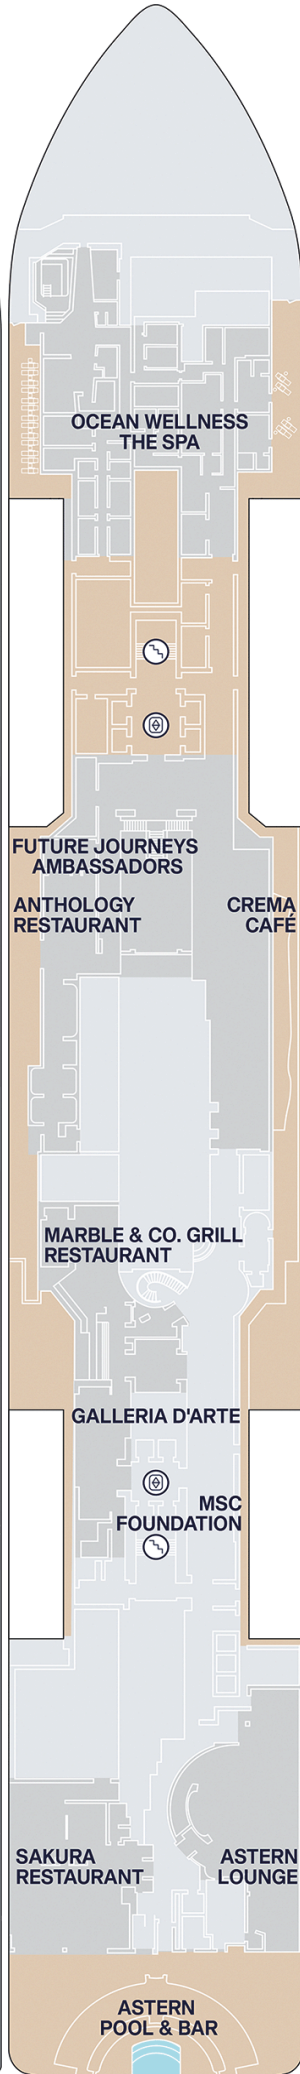 OCEAN WELLNESS
THE SPA
FUTURE JOURNEYS
AMBASSADORS
ANTHOLOGY
RESTAURANT
CREMA
CAFÉ
MARBLE & CO. GRILL
RESTAURANT
GALLERIA D'ARTE
MSC
FOUNDATION
SAKURA
RESTAURANT
ASTERN
LOUNGE
ASTERN
POOL & BAR